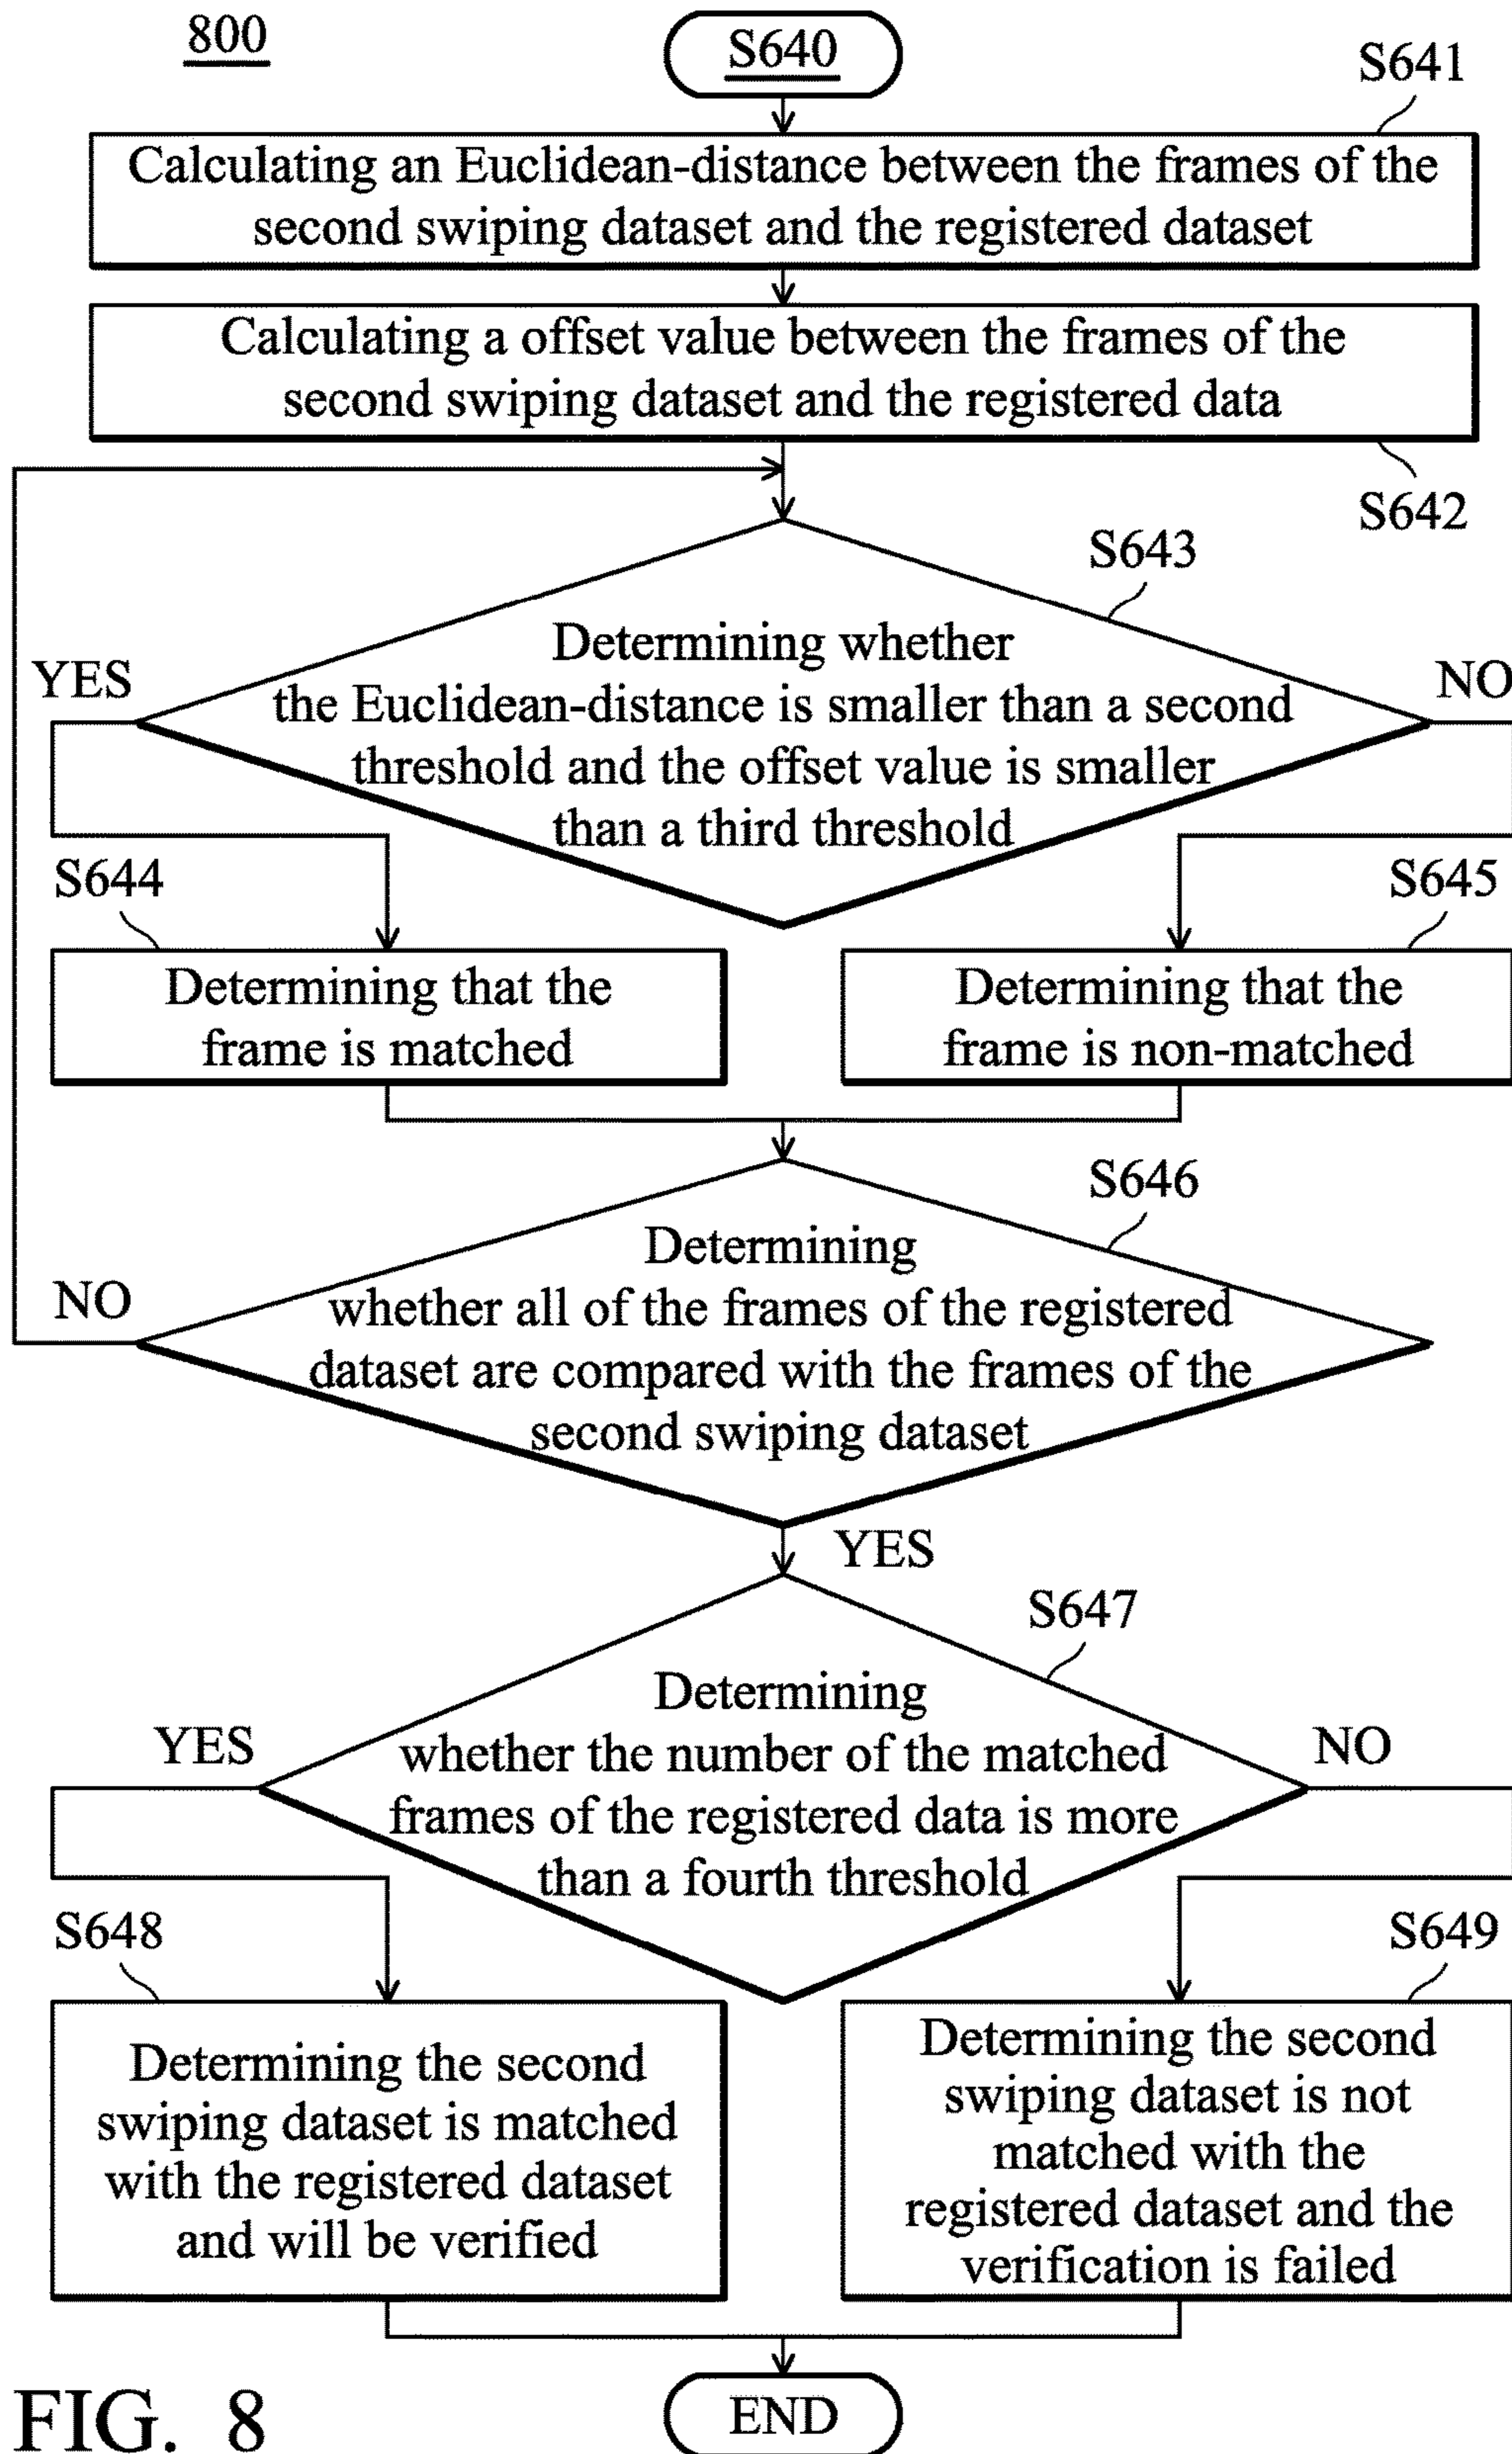 800
S640
S641
Calculating an Euclidean-distance between the frames of the
second swiping dataset and the registered dataset
Calculating a offset value between the frames of the
second swiping dataset and the registered data
S642
S643
Determining whether
the Euclidean-distance is smaller than a second
threshold and the offset value is smaller
than a third threshold
YES
NO
S644
S645
Determining that the
frame is matched
Determining that the
frame is non-matched
S646
Determining
whether all of the frames of the registered
dataset are compared with the frames of the
second swiping dataset
NO
YES
S647
Determining
whether the number of the matched
frames of the registered data is more
than a fourth threshold
YES
NO
S648
S649
Determining the second
swiping dataset is matched
with the registered dataset
and will be verified
Determining the second
swiping dataset is not
matched with the
registered dataset and the
verification is failed
END
FIG. 8